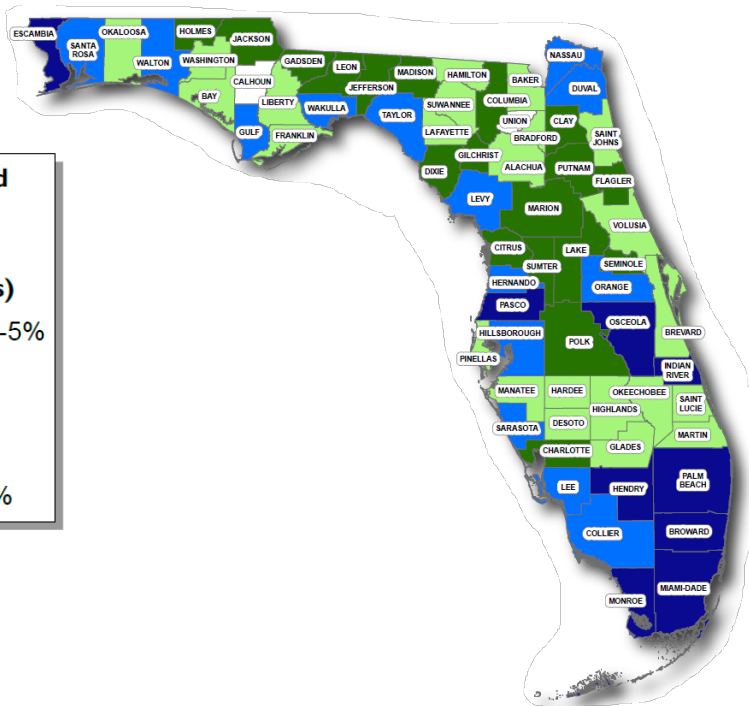 ESCAMBIA
SANTA
ROSA
OKALOOSA
WALTON
HOLMES
WASHINGTON
JACKSON
BAY
CALHOUN
GULF
LIBERTY
GADSDEN
FRANKLIN
LEON
WAKULLA
JEFFERSON
MADISON
TAYLOR
HAMILTON
SUWANNEE
LAFAYETTE
DIXIE
COLUMBIA
GILCHRIST
BAKER
UNION
BRADFORD
ALACHUA
LEVY
NASSAU
DUVAL
CLAY
SAINT
JOHNS
PUTNAM
FLAGLER
MARION
VOLUSIA
CITRUS
SUMTER
LAKE
SEMINOLE
HERNANDO
ORANGE
PASCO
OSCEOLA
BREVARD
HILLSBOROUGH
POLK
PINELLAS
INDIAN
RIVER
MANATEE
HARDEE
OKEECHOBEE
HIGHLANDS
SAINT
LUCIE
SARASOTA
DESOTO
MARTIN
CHARLOTTE
GLADES
LEE
HENDRY
PALM
BEACH
COLLIER
BROWARD
MONROE
MIAMI-DADE
d
s)
-5%
%